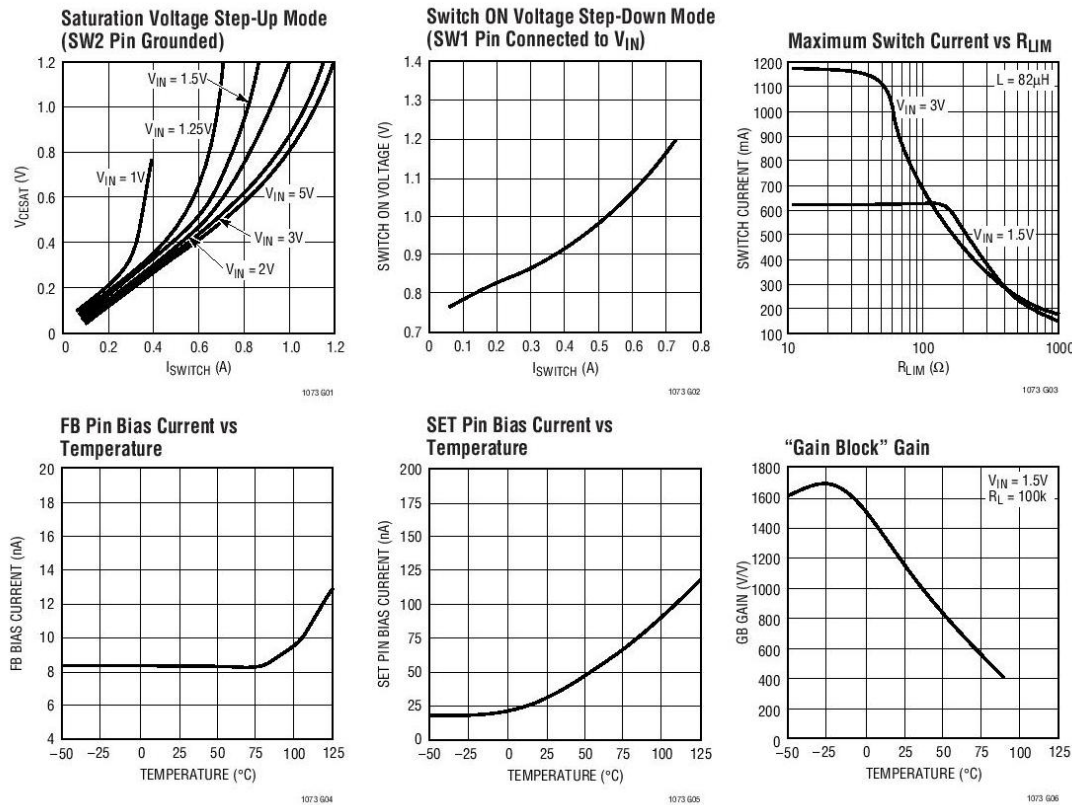 Saturation Voltage Step-Up Mode
(SW2 Pin Grounded)
1.2
1.0
0.8
0.6
0.4
0.2
0
VCESAT (V)
VIN = 1.5V
VIN = 1.25V
VIN = 1V
VIN = 5V
VIN = 3V
VIN = 2V
0 0.2 0.4 0.6 0.8 1.0 1.2
ISWITCH (A)
1073 G01
Switch ON Voltage Step-Down Mode
(SW1 Pin Connected to VIN)
1.4
1.3
1.2
1.1
1.0
0.9
0.8
0.7
SWITCH ON VOLTAGE (V)
0 0.1 0.2 0.3 0.4 0.5 0.6 0.7 0.8
ISWITCH (A)
1073 G02
Maximum Switch Current vs RLIM
1200
1100
1000
900
800
700
600
500
400
300
200
100
SWITCH CURRENT (mA)
L = 82µH
VIN = 3V
VIN = 1.5V
10 100 1000
RLIM (Ω)
1073 G03
FB Pin Bias Current vs
Temperature
20
18
16
14
12
10
8
6
4
FB BIAS CURRENT (nA)
–50 –25 0 25 50 75 100 125
TEMPERATURE (°C)
1073 G04
SET Pin Bias Current vs
Temperature
200
175
150
125
100
75
50
25
0
SET PIN BIAS CURRENT (nA)
–50 –25 0 25 50 75 100 125
TEMPERATURE (°C)
1073 G05
“Gain Block” Gain
1800
1600
1400
1200
1000
800
600
400
200
0
GB GAIN (V/V)
VIN = 1.5V
RL = 100k
–50 –25 0 25 50 75 100 125
TEMPERATURE (°C)
1073 G06